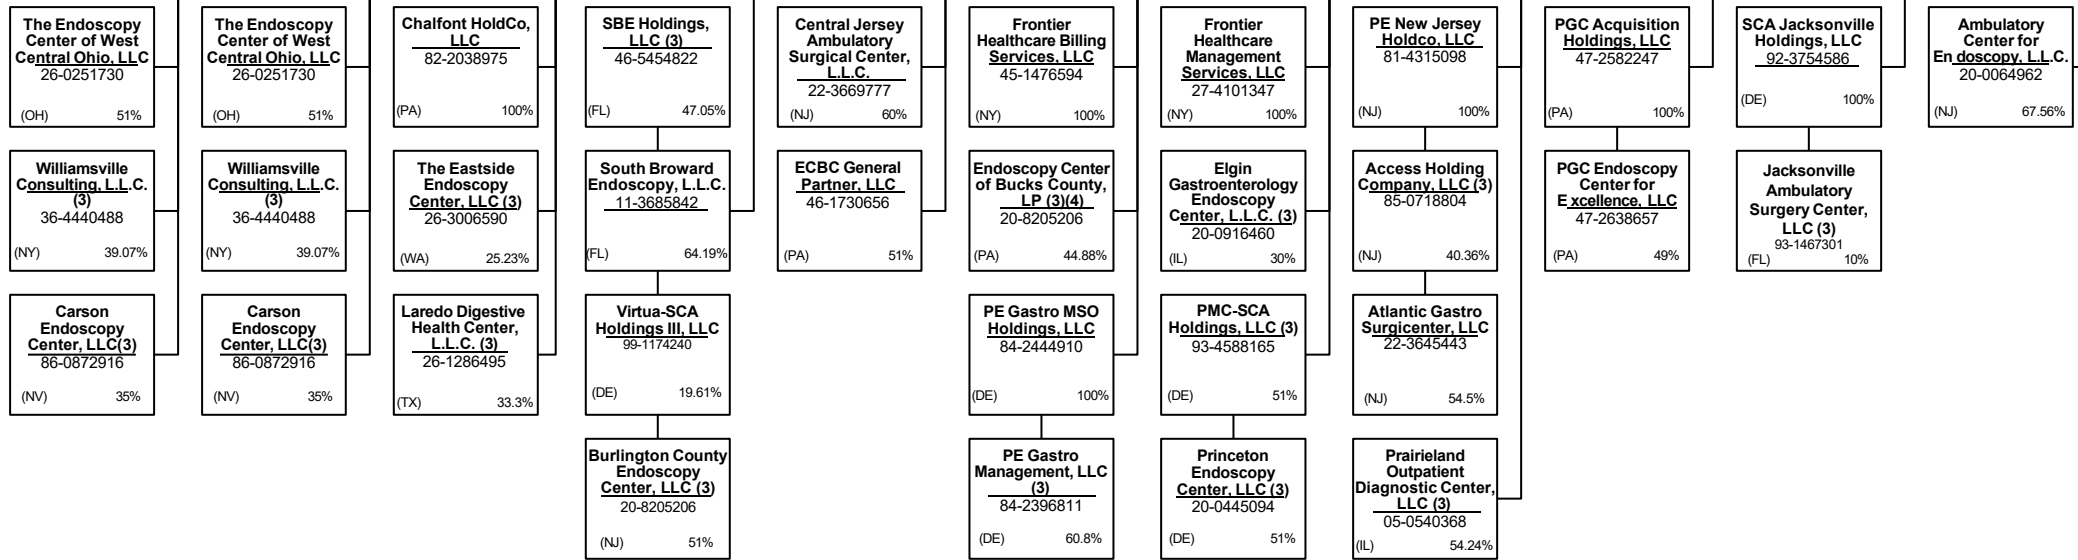 The Endoscopy
Center of West
Central Ohio, LLC
26-0251730
(OH) 51%
Williamsville
Consulting, L.L.C.
(3)
36-4440488
(NY) 39.07%
Carson
Endoscopy
Center, LLC(3)
86-0872916
(NV) 35%
The Endoscopy
Center of West
Central Ohio, LLC
26-0251730
(OH) 51%
Williamsville
Consulting, L.L.C.
(3)
36-4440488
(NY) 39.07%
Carson
Endoscopy
Center, LLC(3)
86-0872916
(NV) 35%
Chalfont HoldCo,
LLC
82-2038975
(PA) 100%
The Eastside
Endoscopy
Center, LLC (3)
26-3006590
(WA) 25.23%
Laredo Digestive
Health Center,
L.L.C. (3)
26-1286495
(TX) 33.3%
SBE Holdings,
LLC (3)
46-5454822
(FL) 47.05%
South Broward
Endoscopy, L.L.C.
11-3685842
(FL) 64.19%
Virtua-SCA
Holdings III, LLC
99-1174240
(DE) 19.61%
Burlington County
Endoscopy
Center, LLC (3)
20-8205206
(NJ) 51%
Central Jersey
Ambulatory
Surgical Center,
L.L.C.
22-3669777
(NJ) 60%
ECBC General
Partner, LLC
46-1730656
(PA) 51%
Frontier
Healthcare Billing
Services, LLC
45-1476594
(NY) 100%
Endoscopy Center
of Bucks County,
LP (3)(4)
20-8205206
(PA) 44.88%
PE Gastro MSO
Holdings, LLC
84-2444910
(DE) 100%
PE Gastro
Management, LLC
(3)
84-2396811
(DE) 60.8%
Frontier
Healthcare
Management
Services, LLC
27-4101347
(NY) 100%
Elgin
Gastroenterology
Endoscopy
Center, L.L.C. (3)
20-0916460
(IL) 30%
PMC-SCA
Holdings, LLC (3)
93-4588165
(DE) 51%
Princeton
Endoscopy
Center, LLC (3)
20-0445094
(DE) 51%
PE New Jersey
Holdco, LLC
81-4315098
(NJ) 100%
Access Holding
Company, LLC (3)
85-0718804
(NJ) 40.36%
Atlantic Gastro
Surgicenter, LLC
22-3645443
(NJ) 54.5%
Prairieland
Outpatient
Diagnostic Center,
LLC (3)
05-0540368
(IL) 54.24%
PGC Acquisition
Holdings, LLC
47-2582247
(PA) 100%
PGC Endoscopy
Center for
Excellence, LLC
47-2638657
(PA) 49%
SCA Jacksonville
Holdings, LLC
92-3754586
(DE) 100%
Jacksonville
Ambulatory
Surgery Center,
LLC (3)
93-1467301
(FL) 10%
Ambulatory
Center for
Endoscopy, L.L.C.
20-0064962
(NJ) 67.56%